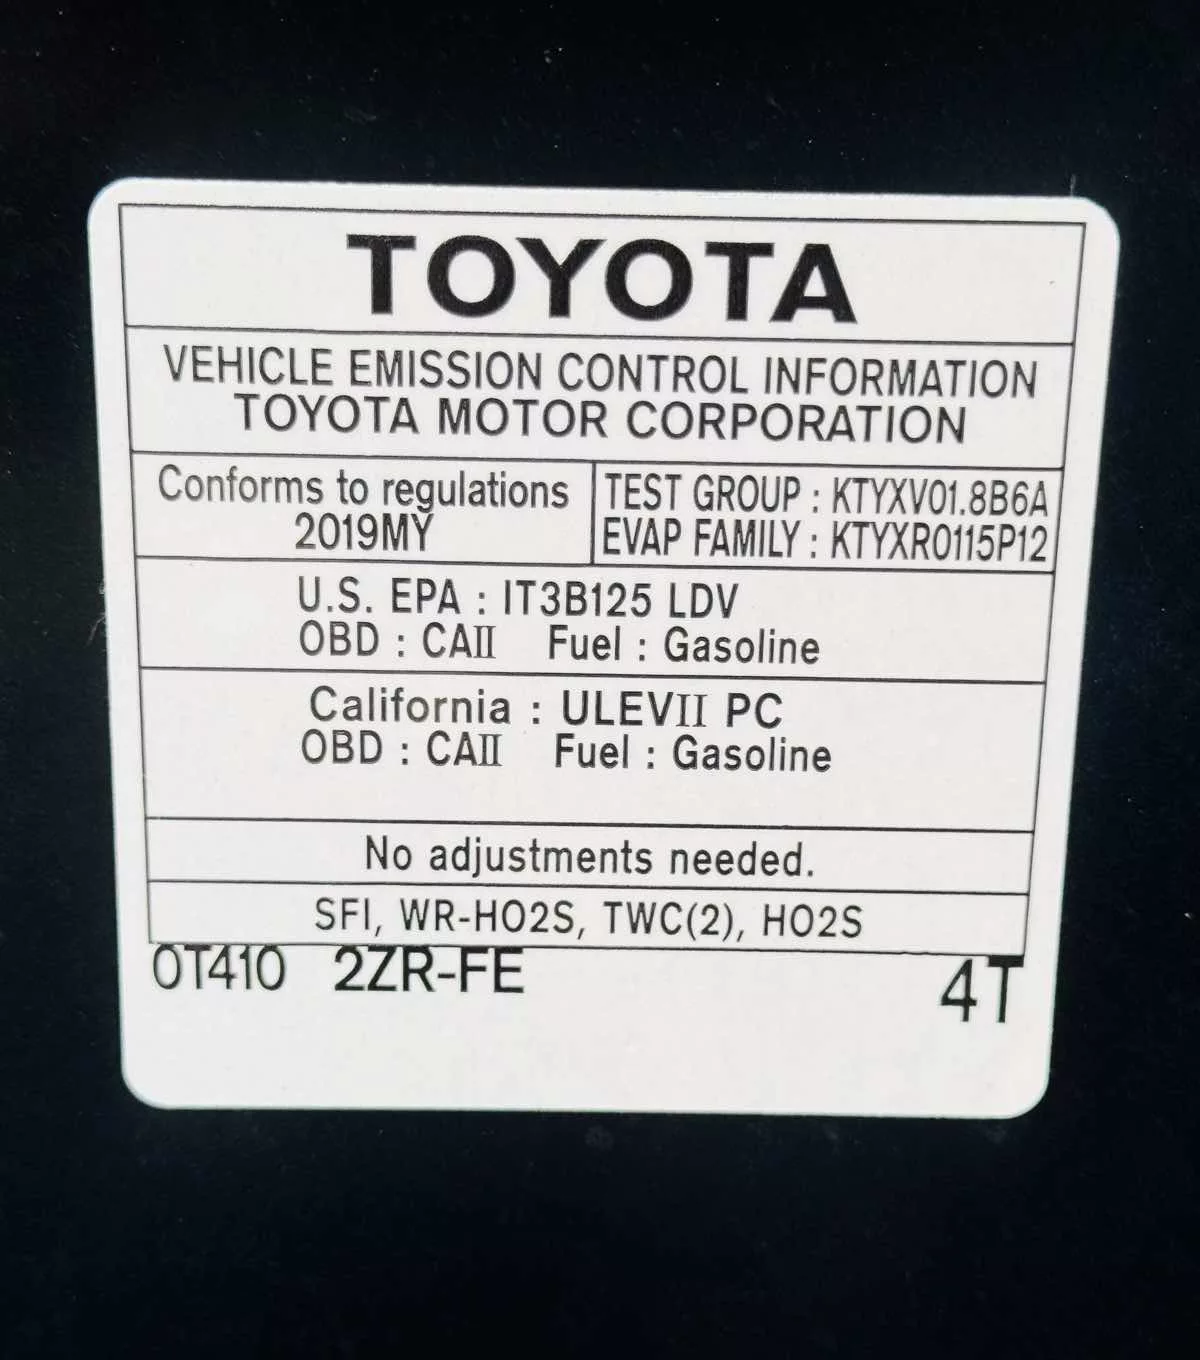 TOYOTA
VEHICLE EMISSION CONTROL INFORMATION
TOYOTA MOTOR CORPORATION
Conforms to regulations
2019MY
TEST GROUP : KTYXV01.8B6A
EVAP FAMILY : KTYXR0115P12
U.S. EPA : IT3B125 LDV
OBD : CAII Fuel : Gasoline
California : ULEVII PC
OBD : CAII Fuel : Gasoline
No adjustments needed.
SFI, WR-HO2S, TWC(2), HO2S
0T410 2ZR-FE 4T